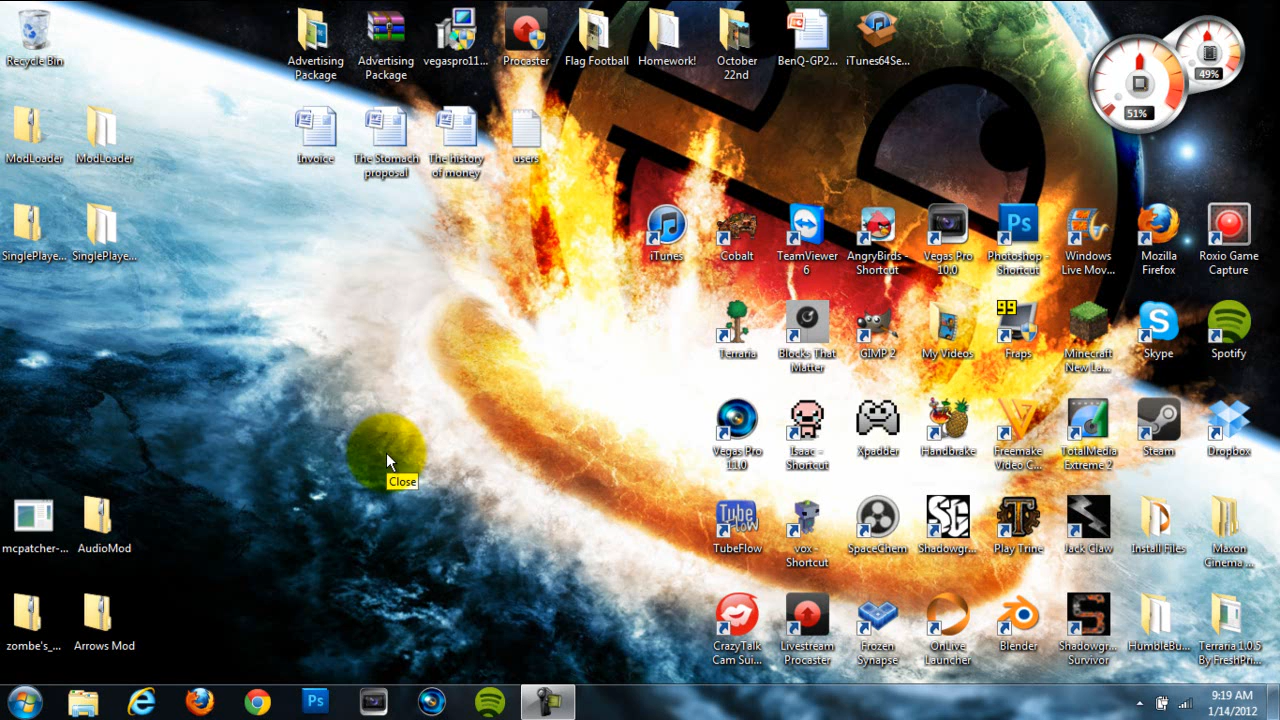 Recycle Bin
Advertising
Package
Advertising
Package
vegaspro11...
Procaster
Flag Football
Homework!
October
22nd
BenQ-GP2...
iTunes64Se...
49%
51%
ModLoader
ModLoader
Invoice
The Stomach
proposal
The history
of money
users
SinglePlaye...
SinglePlaye...
iTunes
Cobalt
TeamViewer
6
AngryBirds -
Shortcut
Vegas Pro
10.0
Ps
Photoshop -
Shortcut
Windows
Live Mov...
Mozilla
Firefox
Roxio Game
Capture
Terraria
Blocks That
Matter
GIMP 2
My Videos
99
Fraps
Minecraft
New La...
Skype
Spotify
Vegas Pro
11.0
Isaac -
Shortcut
Xpadder
Handbrake
Freemake
Video C...
TotalMedia
Extreme 2
Steam
Dropbox
Close
mcpatcher-...
AudioMod
Tube
TubeFlow
vox -
Shortcut
SpaceChem
SG
Shadowgr...
Play Trine
Jack Claw
Install Files
Maxon
Cinema ...
zombe's_...
Arrows Mod
CrazyTalk
Cam Sui...
Livestream
Procaster
Frozen
Synapse
OnLive
Launcher
Blender
Shadowgr...
Survivor
HumbleBu...
Terraria 1.0.5
By FreshPri...
Ps
9:19 AM
1/14/2012